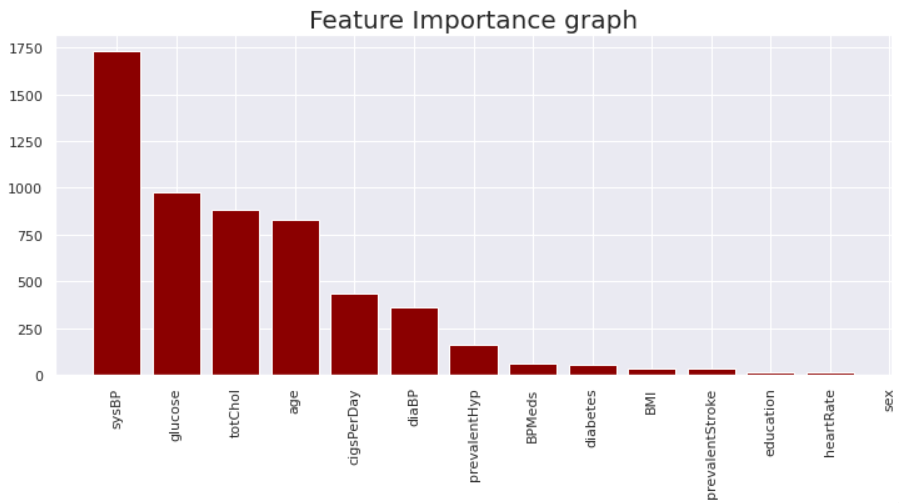 Feature Importance graph
1750
1500
1250
1000
750
500
250
0
sysBP
glucose
totChol
age
cigsPerDay
diaBP
prevalentHyp
BPMeds
diabetes
BMI
prevalentStroke
education
heartRate
sex